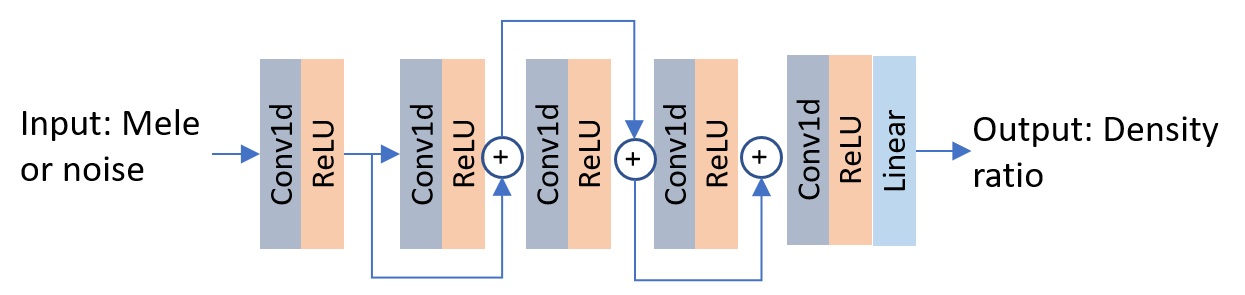 Input: Mele
or noise
Conv1d
ReLU
Conv1d
ReLU
+
Conv1d
ReLU
+
Conv1d
ReLU
+
Conv1d
ReLU
Linear
Output: Density
ratio